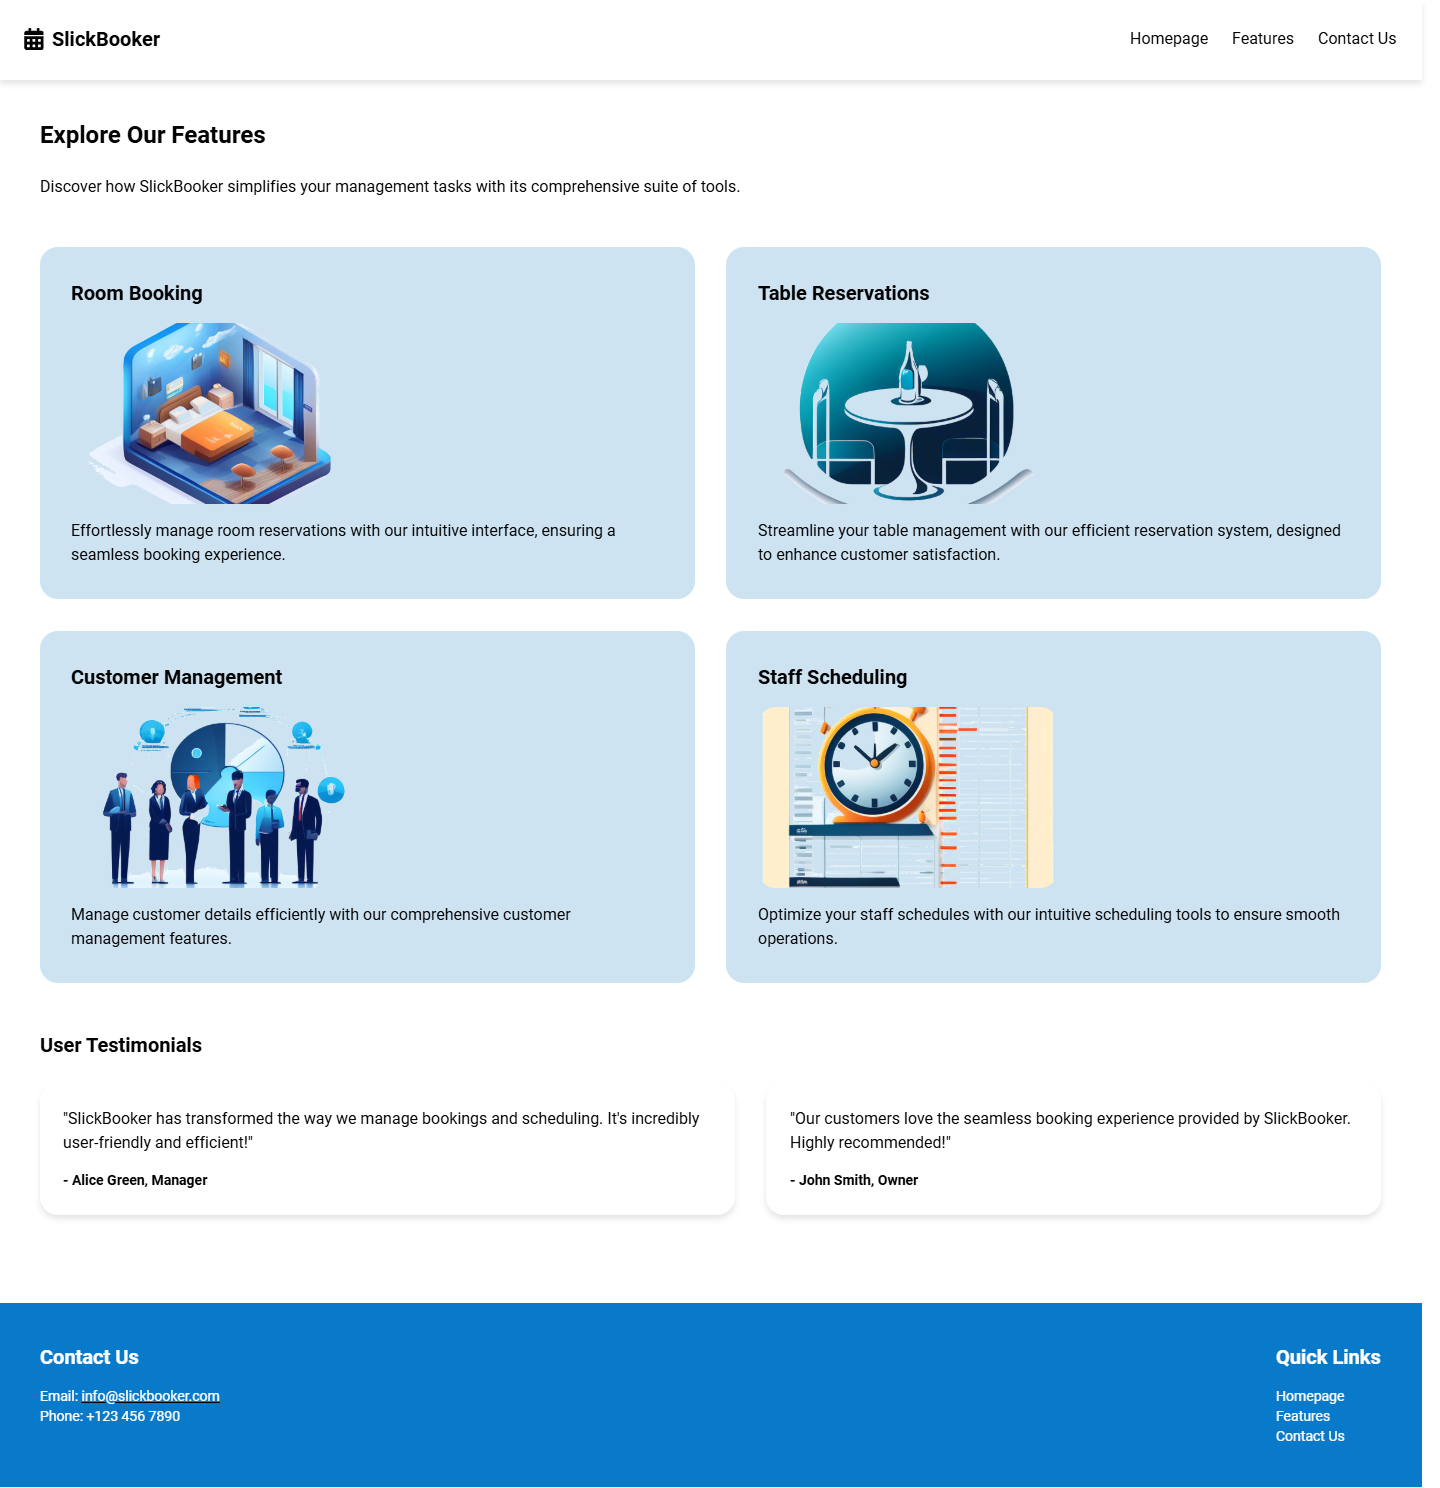 SlickBooker
Homepage Features Contact Us
Explore Our Features
Discover how SlickBooker simplifies your management tasks with its comprehensive suite of tools.
Room Booking
Effortlessly manage room reservations with our intuitive interface, ensuring a
seamless booking experience.
Table Reservations
Streamline your table management with our efficient reservation system, designed
to enhance customer satisfaction.
Customer Management
Manage customer details efficiently with our comprehensive customer
management features.
Staff Scheduling
Optimize your staff schedules with our intuitive scheduling tools to ensure smooth
operations.
User Testimonials
"SlickBooker has transformed the way we manage bookings and scheduling. It's incredibly
user-friendly and efficient!"
- Alice Green, Manager
"Our customers love the seamless booking experience provided by SlickBooker.
Highly recommended!"
- John Smith, Owner
Contact Us
Email: info@slickbooker.com
Phone: +123 456 7890
Quick Links
Homepage
Features
Contact Us